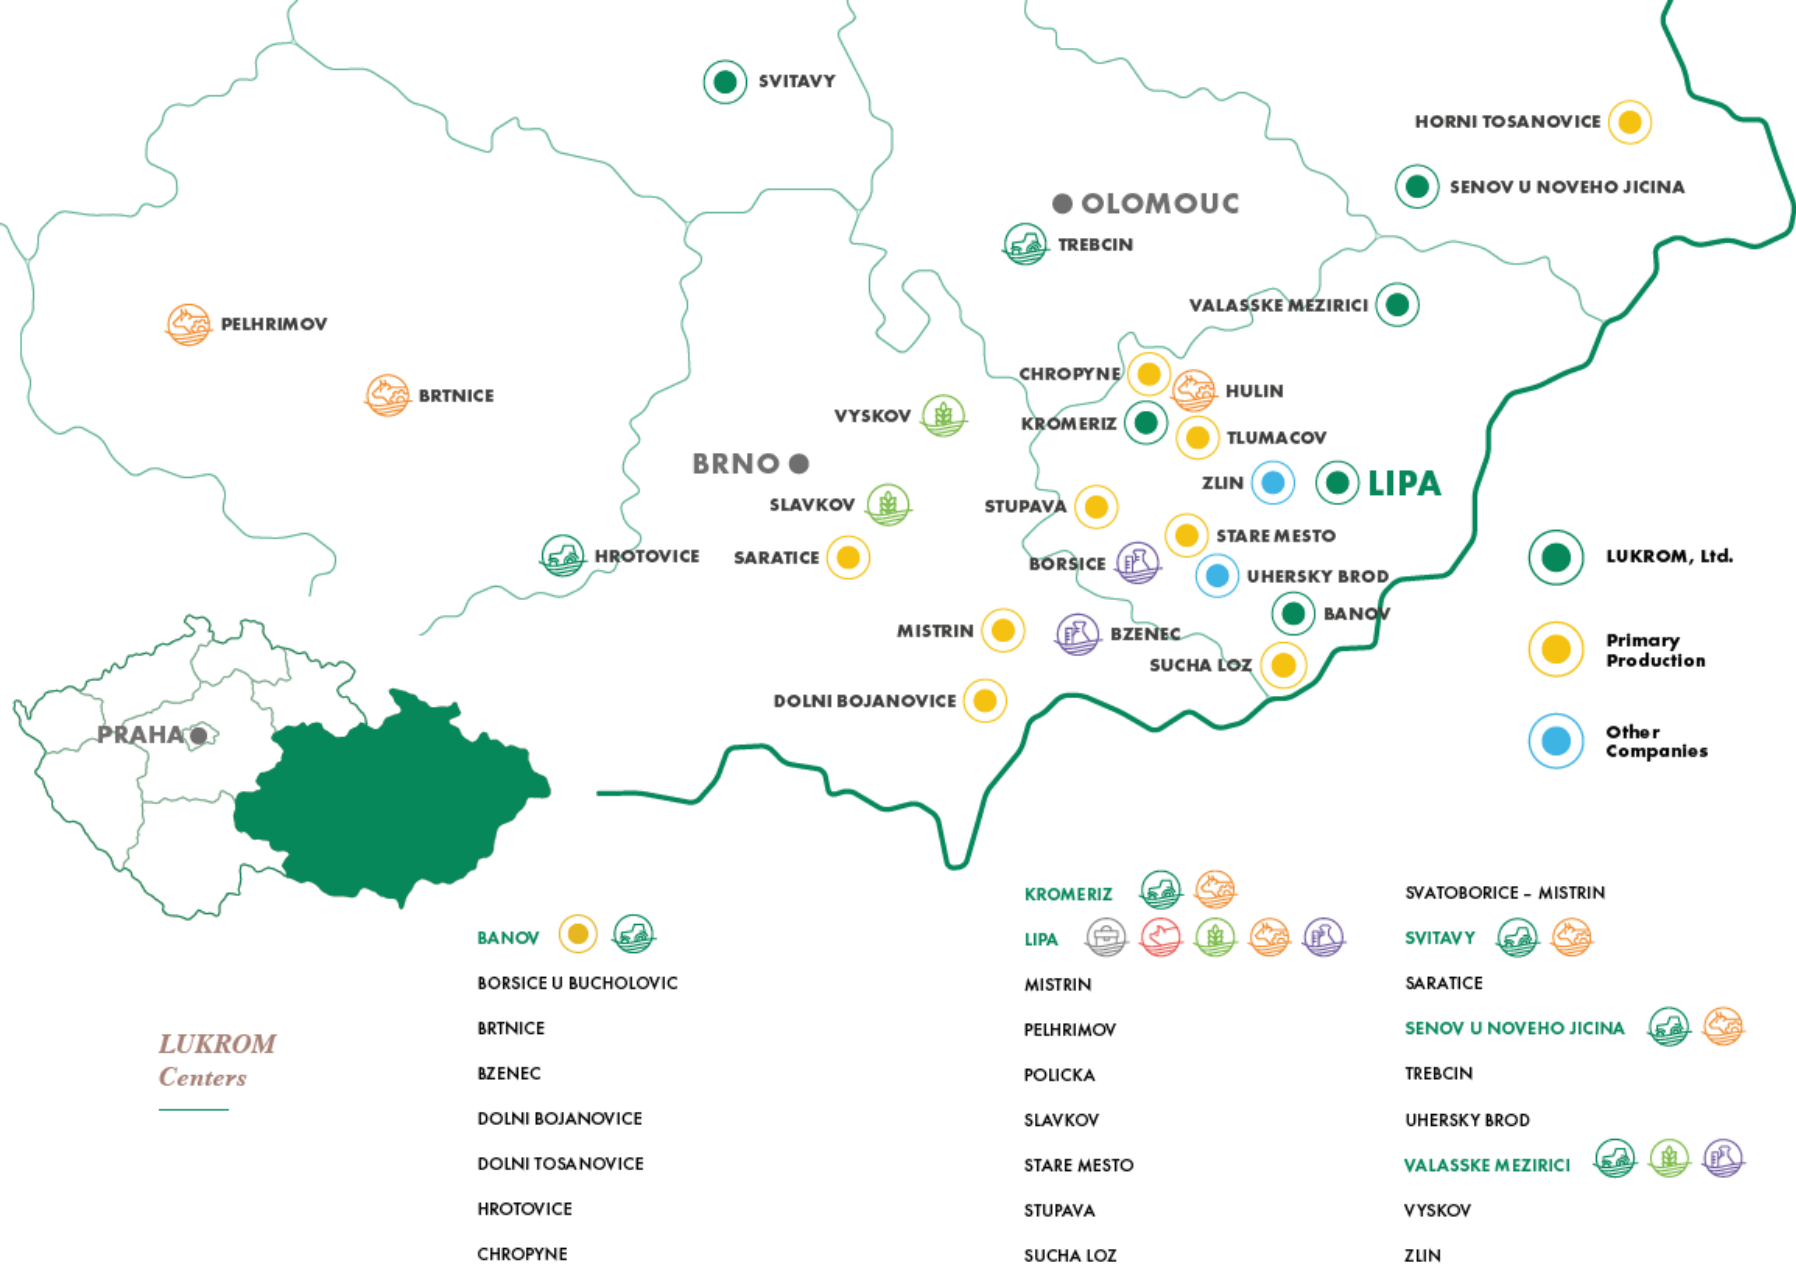 SVITAVY
HORNI TOSANOVICE
SENOV U NOVEHO JICINA
OLOMOUC
TREBCIN
VALASSKE MEZIRICI
PELHRIMOV
BRTNICE
CHROPYNE
HULIN
VYSKOV
KROMERIZ
TLUMACOV
BRNO
ZLIN
LIPA
SLAVKOV
STUPAVA
STARE MESTO
HROTOVICE
SARATICE
BORSICE
UHERSKY BROD
BANOV
MISTRIN
BZENEC
SUCHA LOZ
DOLNI BOJANOVICE
PRAHA
LUKROM, Ltd.
Primary
Production
Other
Companies
LUKROM
Centers
BANOV
BORSICE U BUCHOLOVIC
BRTNICE
BZENEC
DOLNI BOJANOVICE
DOLNI TOSANOVICE
HROTOVICE
CHROPYNE
KROMERIZ
LIPA
MISTRIN
PELHRIMOV
POLICKA
SLAVKOV
STARE MESTO
STUPAVA
SUCHA LOZ
SVATOBORICE – MISTRIN
SVITAVY
SARATICE
SENOV U NOVEHO JICINA
TREBCIN
UHERSKY BROD
VALASSKE MEZIRICI
VYSKOV
ZLIN